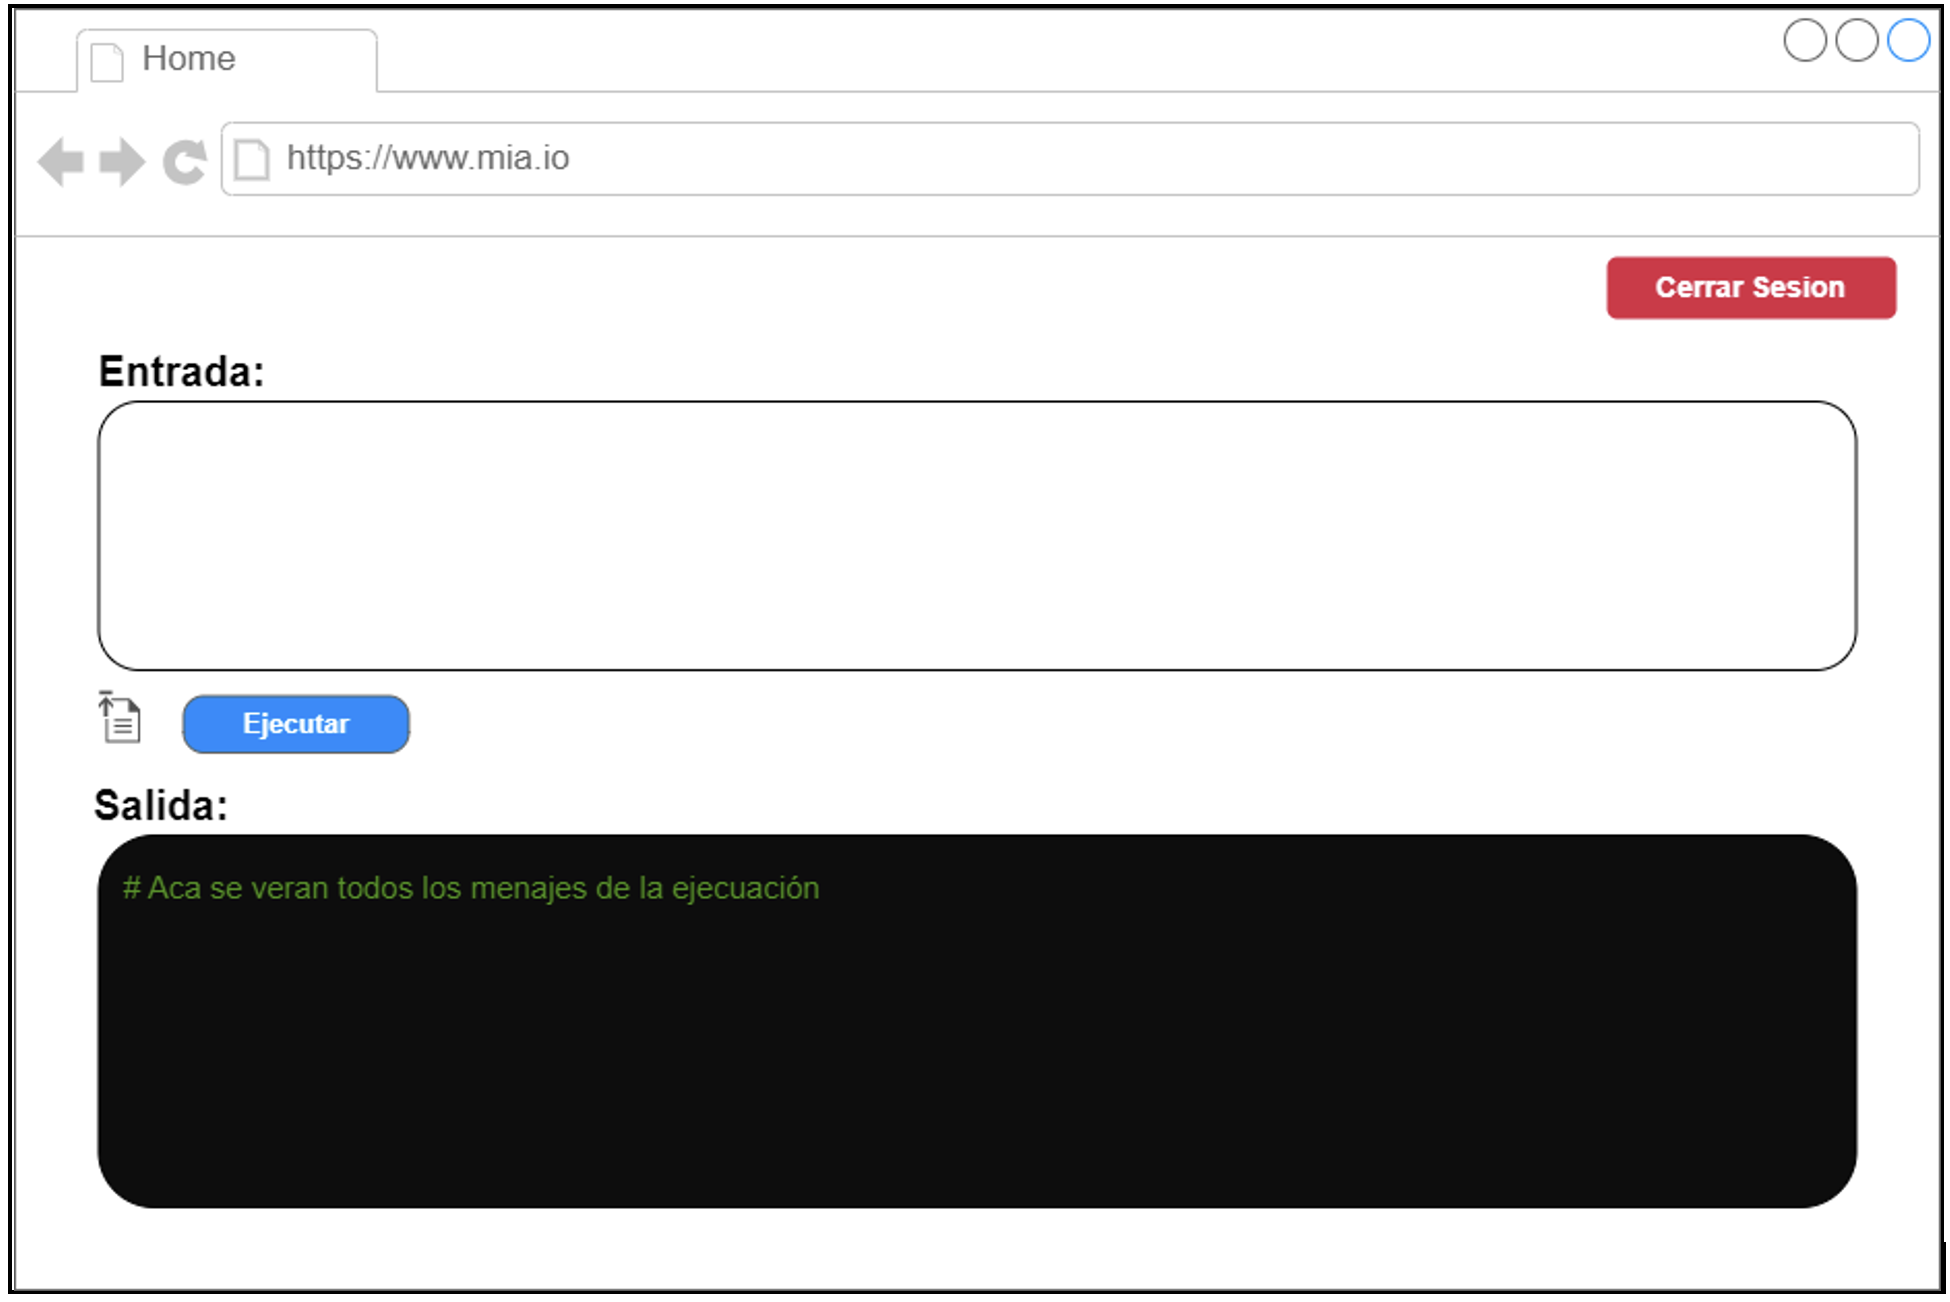 Home
https://www.mia.io
Cerrar Sesion
Entrada:
Ejecutar
Salida:
# Aca se veran todos los menajes de la ejecuación